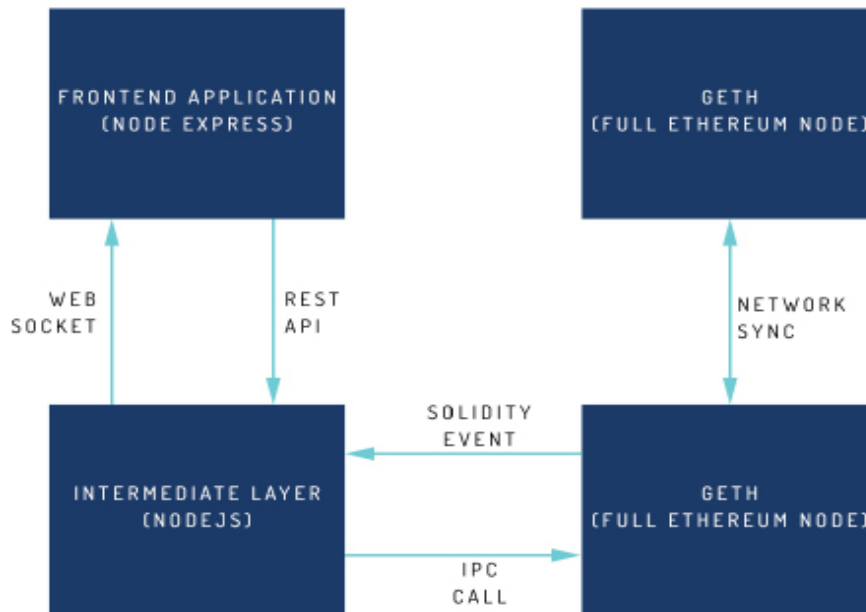 FRONTEND APPLICATION
(NODE EXPRESS)
GETH
(FULL ETHEREUM NODE)
WEB
SOCKET
REST
API
NETWORK
SYNC
SOLIDITY
EVENT
INTERMEDIATE LAYER
(NODEJS)
GETH
(FULL ETHEREUM NODE)
IPC
CALL